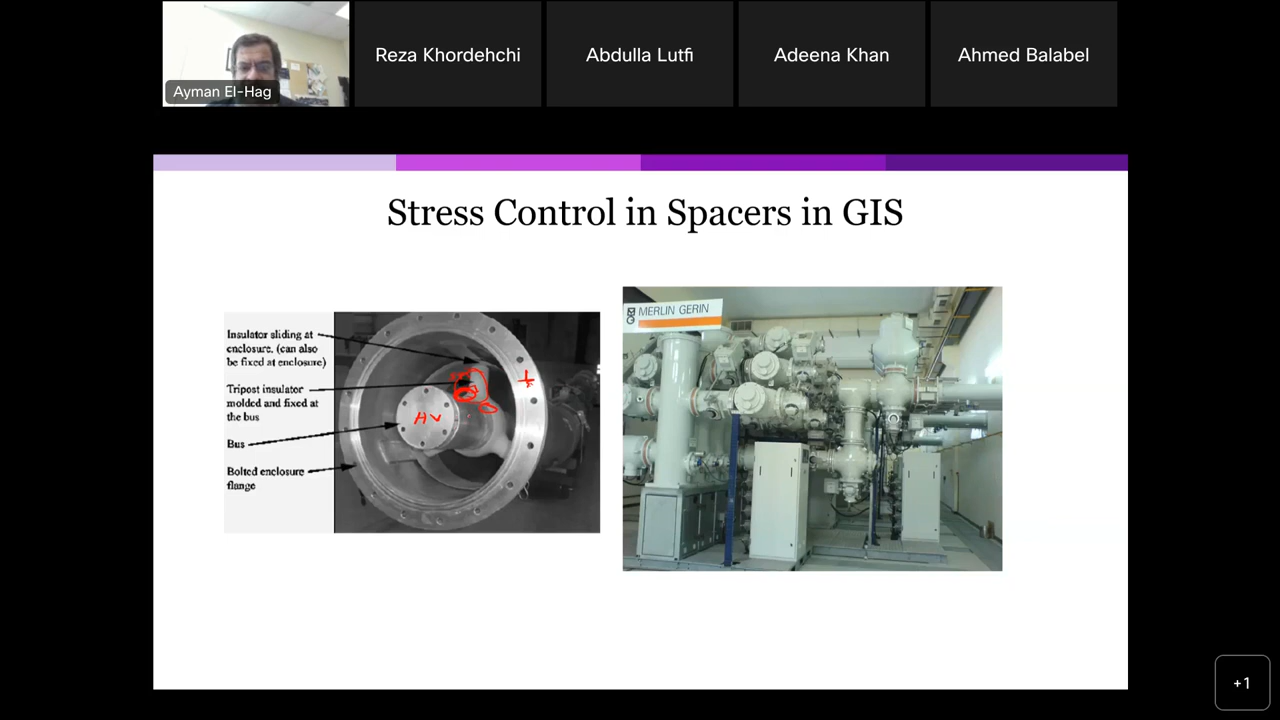 Reza Khordehchi
Abdulla Lutfi
Adeena Khan
Ahmed Balabel
Ayman El-Hag
Stress Control in Spacers in GIS
Insulator sliding at
enclosure. (can also
be fixed at enclosure)
Tripost insulator
molded and fixed at
the bus
Bus
Bolted enclosure
flange
HV
MERLIN GERIN
+1